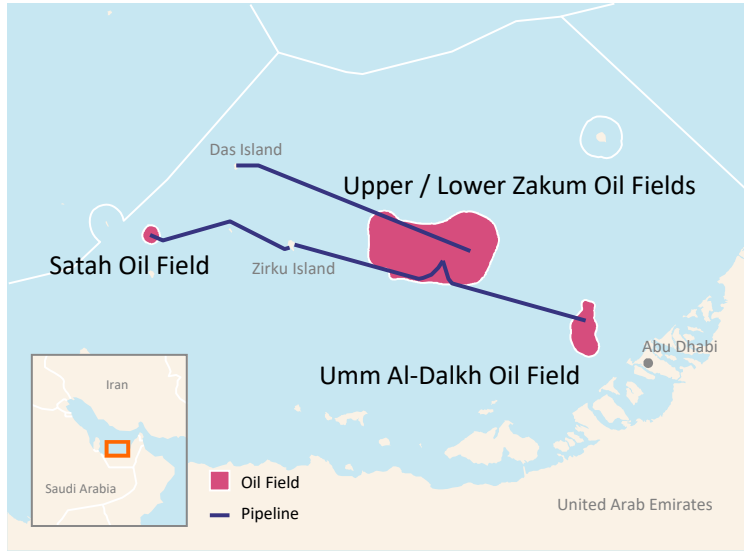 Das Island
Upper / Lower Zakum Oil Fields
Satah Oil Field
Zirku Island
Abu Dhabi
Umm Al-Dalkh Oil Field
Iran
Saudi Arabia
Oil Field
Pipeline
United Arab Emirates